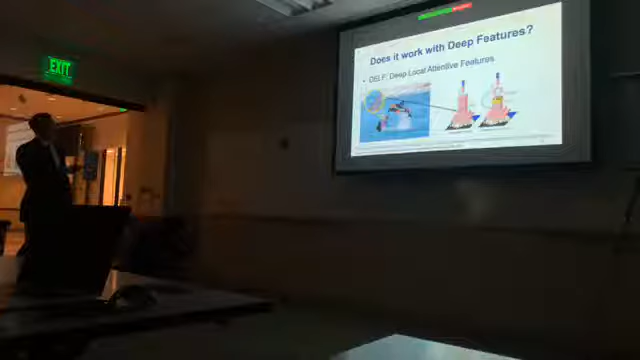 EXIT
Does it work with Deep Features?
• DELF: Deep Local Attentive Features